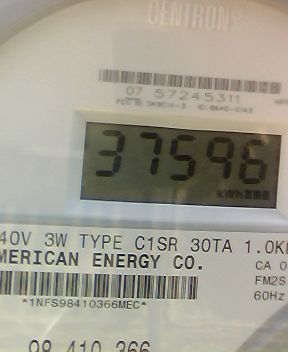 CENTRON
07 57245311
37596
kWh
40V 3W TYPE C1SR 30TA 1.0K
MERICAN ENERGY CO.
CA 0
FM2S
*1NFS98410366MEC*
60Hz
98 410 366